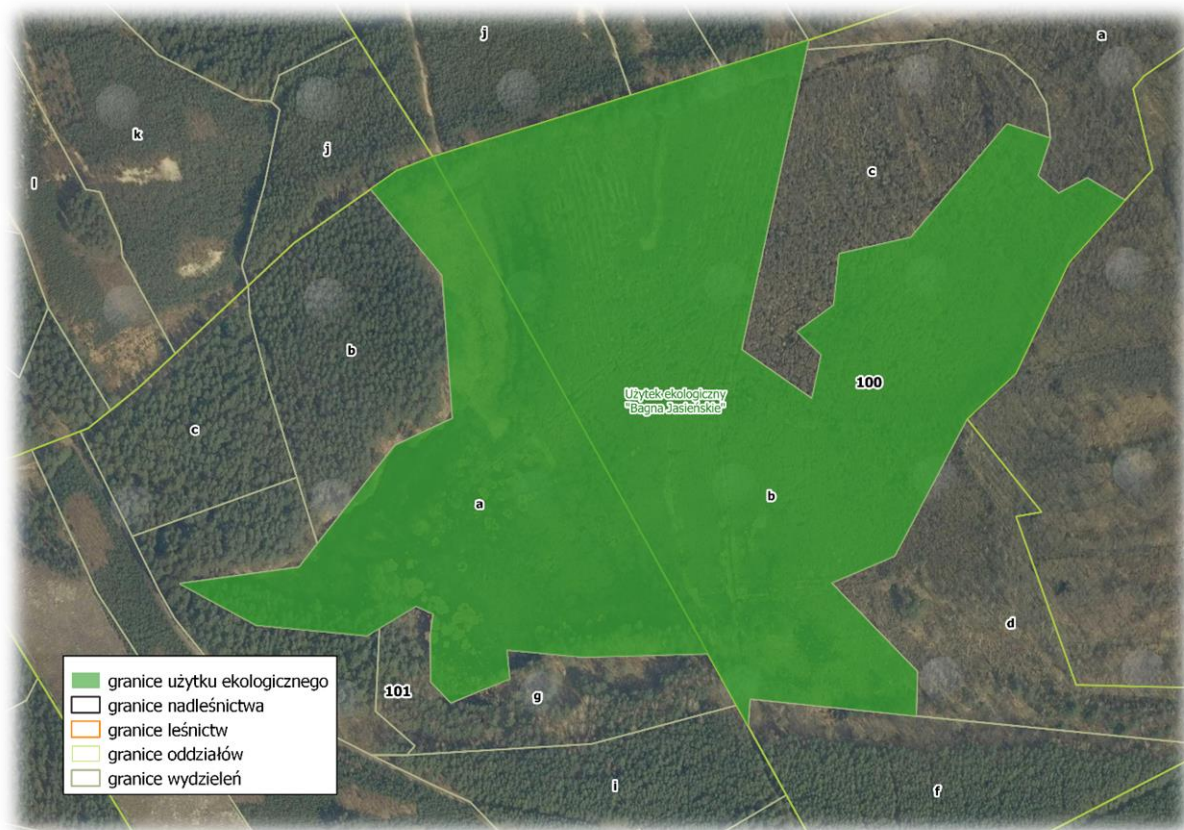 j
a
k
j
l
c
b
100
Użytek ekologiczny
"Bagna Jasieńskie"
c
a
b
d
101
g
i
f
granice użytku ekologicznego
granice nadleśnictwa
granice leśnictw
granice oddziałów
granice wydzieleń